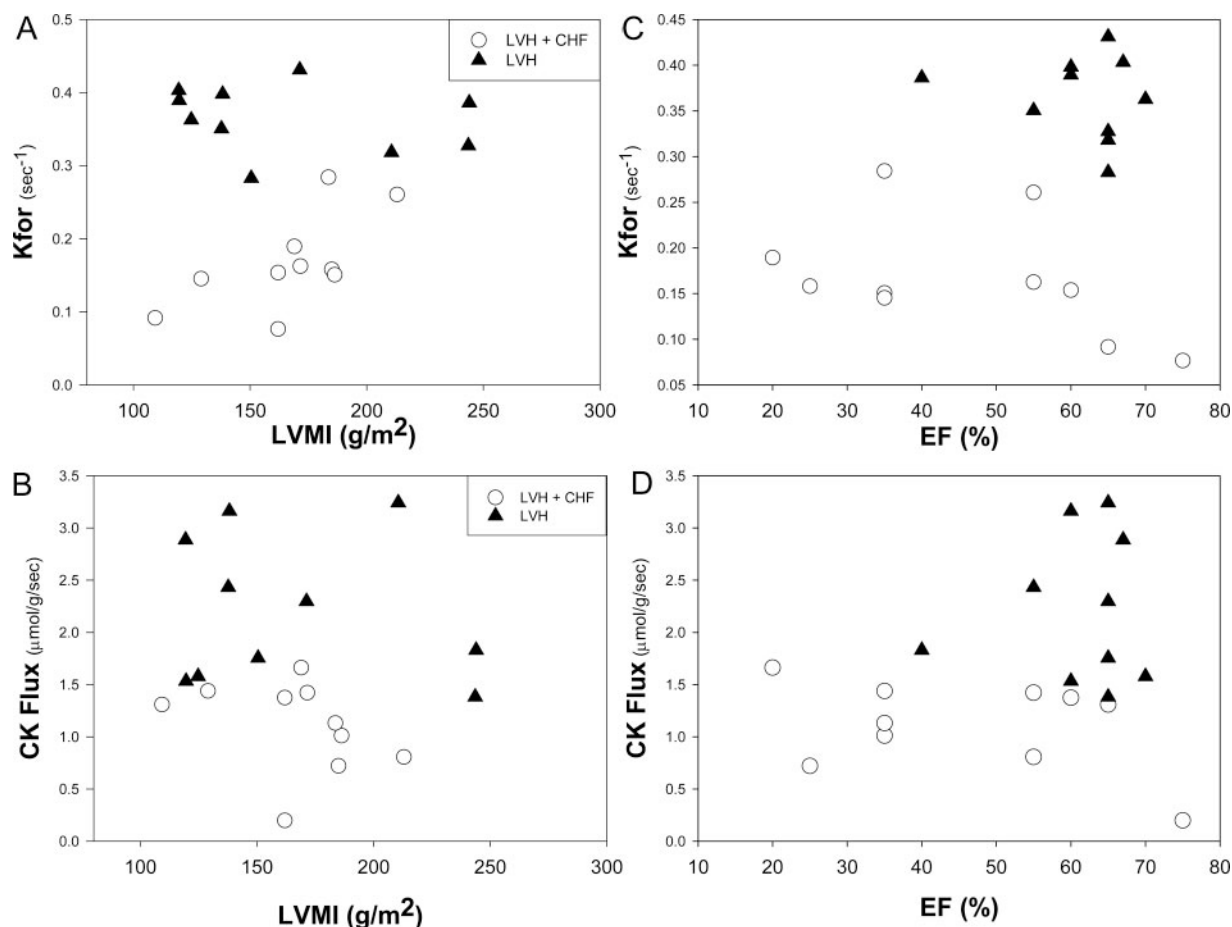 A
0.5
0.4
0.3
0.2
0.1
0.0
Kfor (sec-1)
LVH + CHF
LVH
100 150 200 250 300
LVMI (g/m2)
C
0.45
0.40
0.35
0.30
0.25
0.20
0.15
0.10
0.05
Kfor (sec-1)
10 20 30 40 50 60 70 80
EF (%)
B
3.5
3.0
2.5
2.0
1.5
1.0
0.5
0.0
CK Flux (μmol/g/sec)
LVH + CHF
LVH
100 150 200 250 300
LVMI (g/m2)
D
3.5
3.0
2.5
2.0
1.5
1.0
0.5
0.0
CK Flux (μmol/g/sec)
10 20 30 40 50 60 70 80
EF (%)